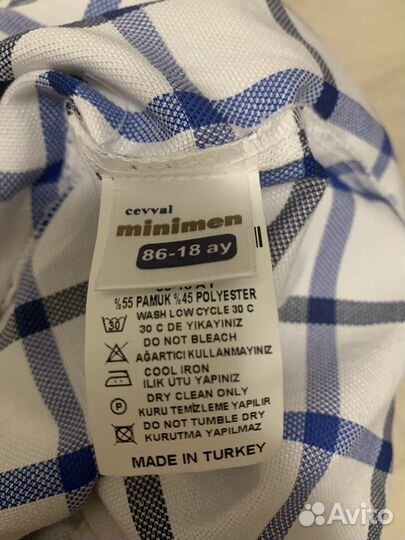 cevval
minimen
86-18 ay
%55 PAMUK %45 POLYESTER
30 WASH LOW CYCLE 30 C
30 C DE YIKAYINIZ
DO NOT BLEACH
AĞARTICI KULLANMAYINIZ
COOL IRON
ILIK ÜTÜ YAPINIZ
P DRY CLEAN ONLY
KURU TEMİZLEME YAPILIR
DO NOT TUMBLE DRY
KURUTMA YAPILMAZ
MADE IN TURKEY
Avito